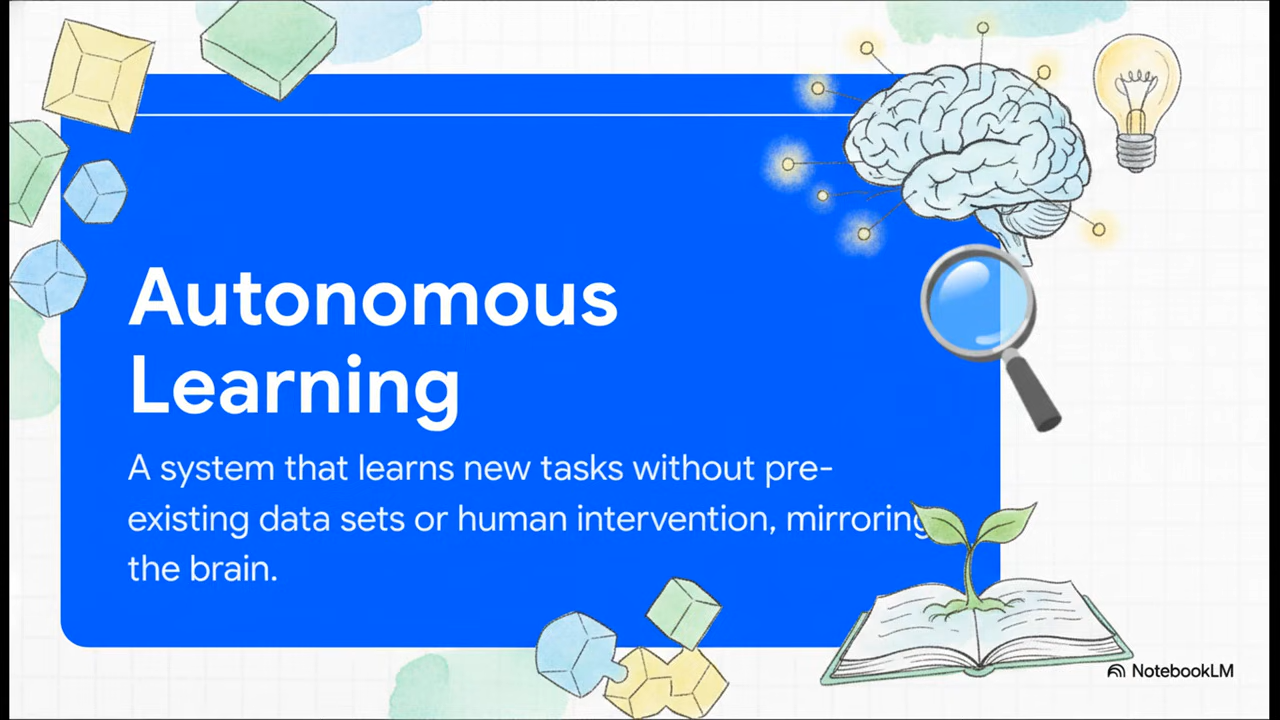 Autonomous
Learning
A system that learns new tasks without pre-
existing data sets or human intervention, mirroring
the brain.
NotebookLM